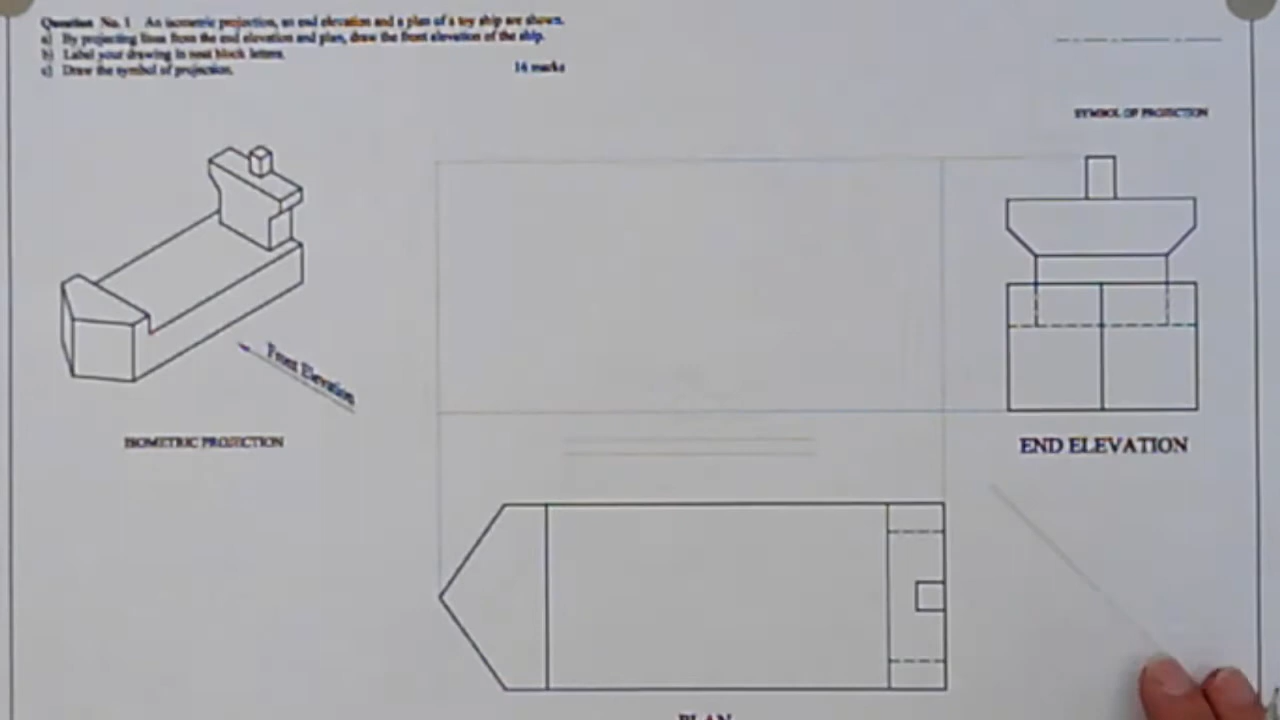 Question No. 1 An isometric projection, an end elevation and a plan of a toy ship are shown.
a) By projecting lines from the end elevation and plan, draw the front elevation of the ship.
b) Label your drawing in neat block letters.
c) Draw the symbol of projection. 14 marks
SYMBOL OF PROJECTION
Front Elevation
ISOMETRIC PROJECTION
END ELEVATION
PLAN